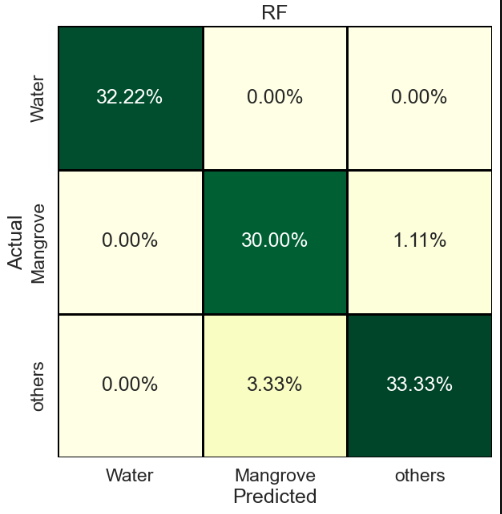 RF
Water
32.22%
0.00%
0.00%
Actual
Mangrove
0.00%
30.00%
1.11%
others
0.00%
3.33%
33.33%
Water
Mangrove
others
Predicted